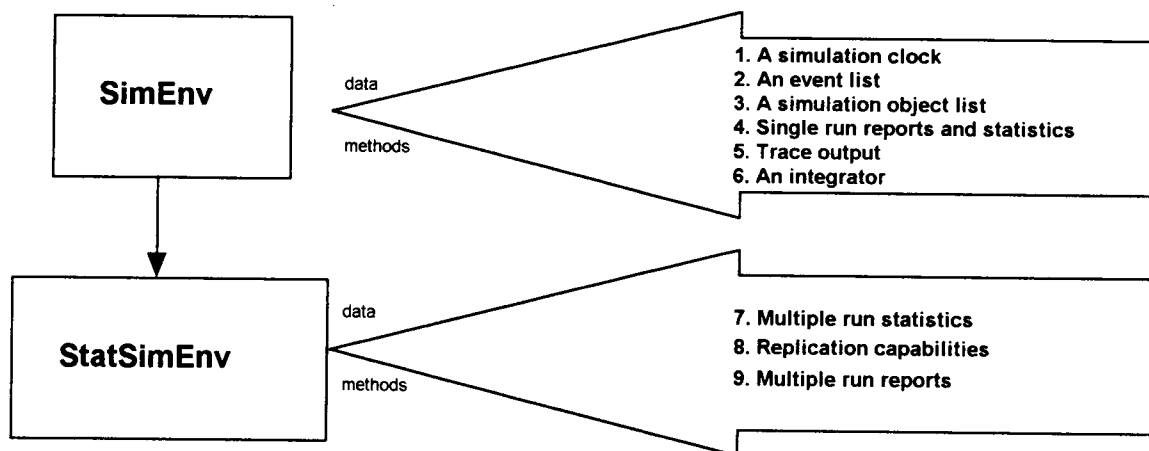 SimEnv
data
methods
1. A simulation clock
2. An event list
3. A simulation object list
4. Single run reports and statistics
5. Trace output
6. An integrator
StatSimEnv
data
methods
7. Multiple run statistics
8. Replication capabilities
9. Multiple run reports